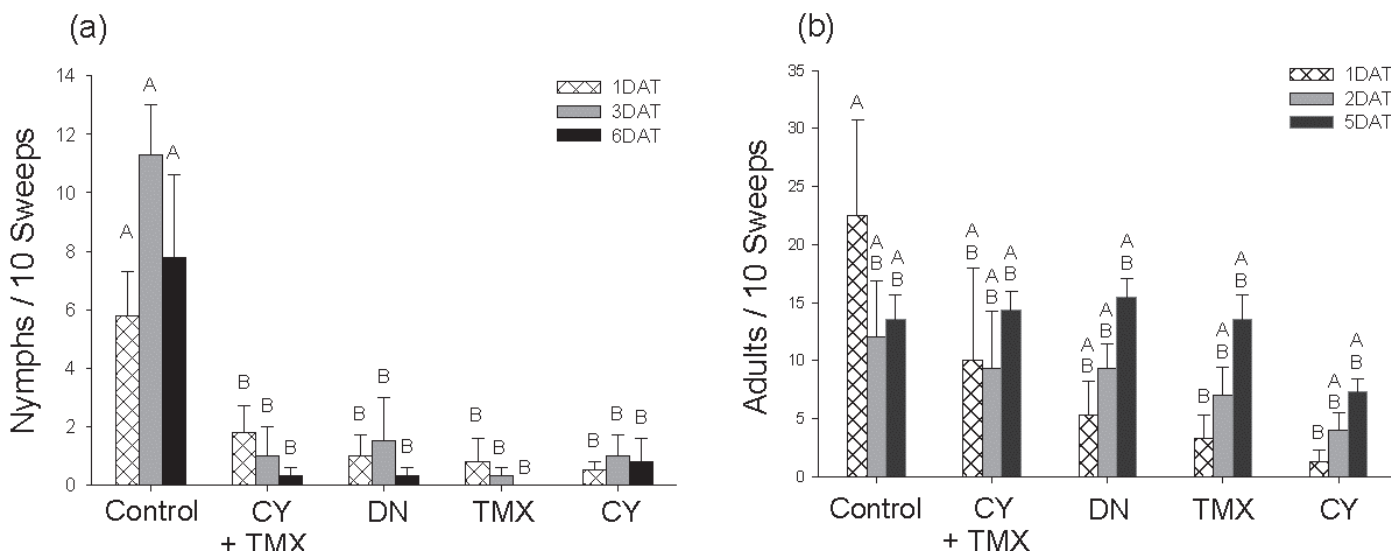 (a)
Nymphs / 10 Sweeps
14
12
10
8
6
4
2
0
1DAT
3DAT
6DAT
A
A
A
B
B
B
B
B
B
B
B
B
B
B
B
Control
CY
+ TMX
DN
TMX
CY
(b)
Adults / 10 Sweeps
35
30
25
20
15
10
5
0
1DAT
2DAT
5DAT
A
A
B
A
B
A
B
A
B
A
B
A
B
A
B
A
B
B
A
B
A
B
B
A
B
A
B
Control
CY
+ TMX
DN
TMX
CY